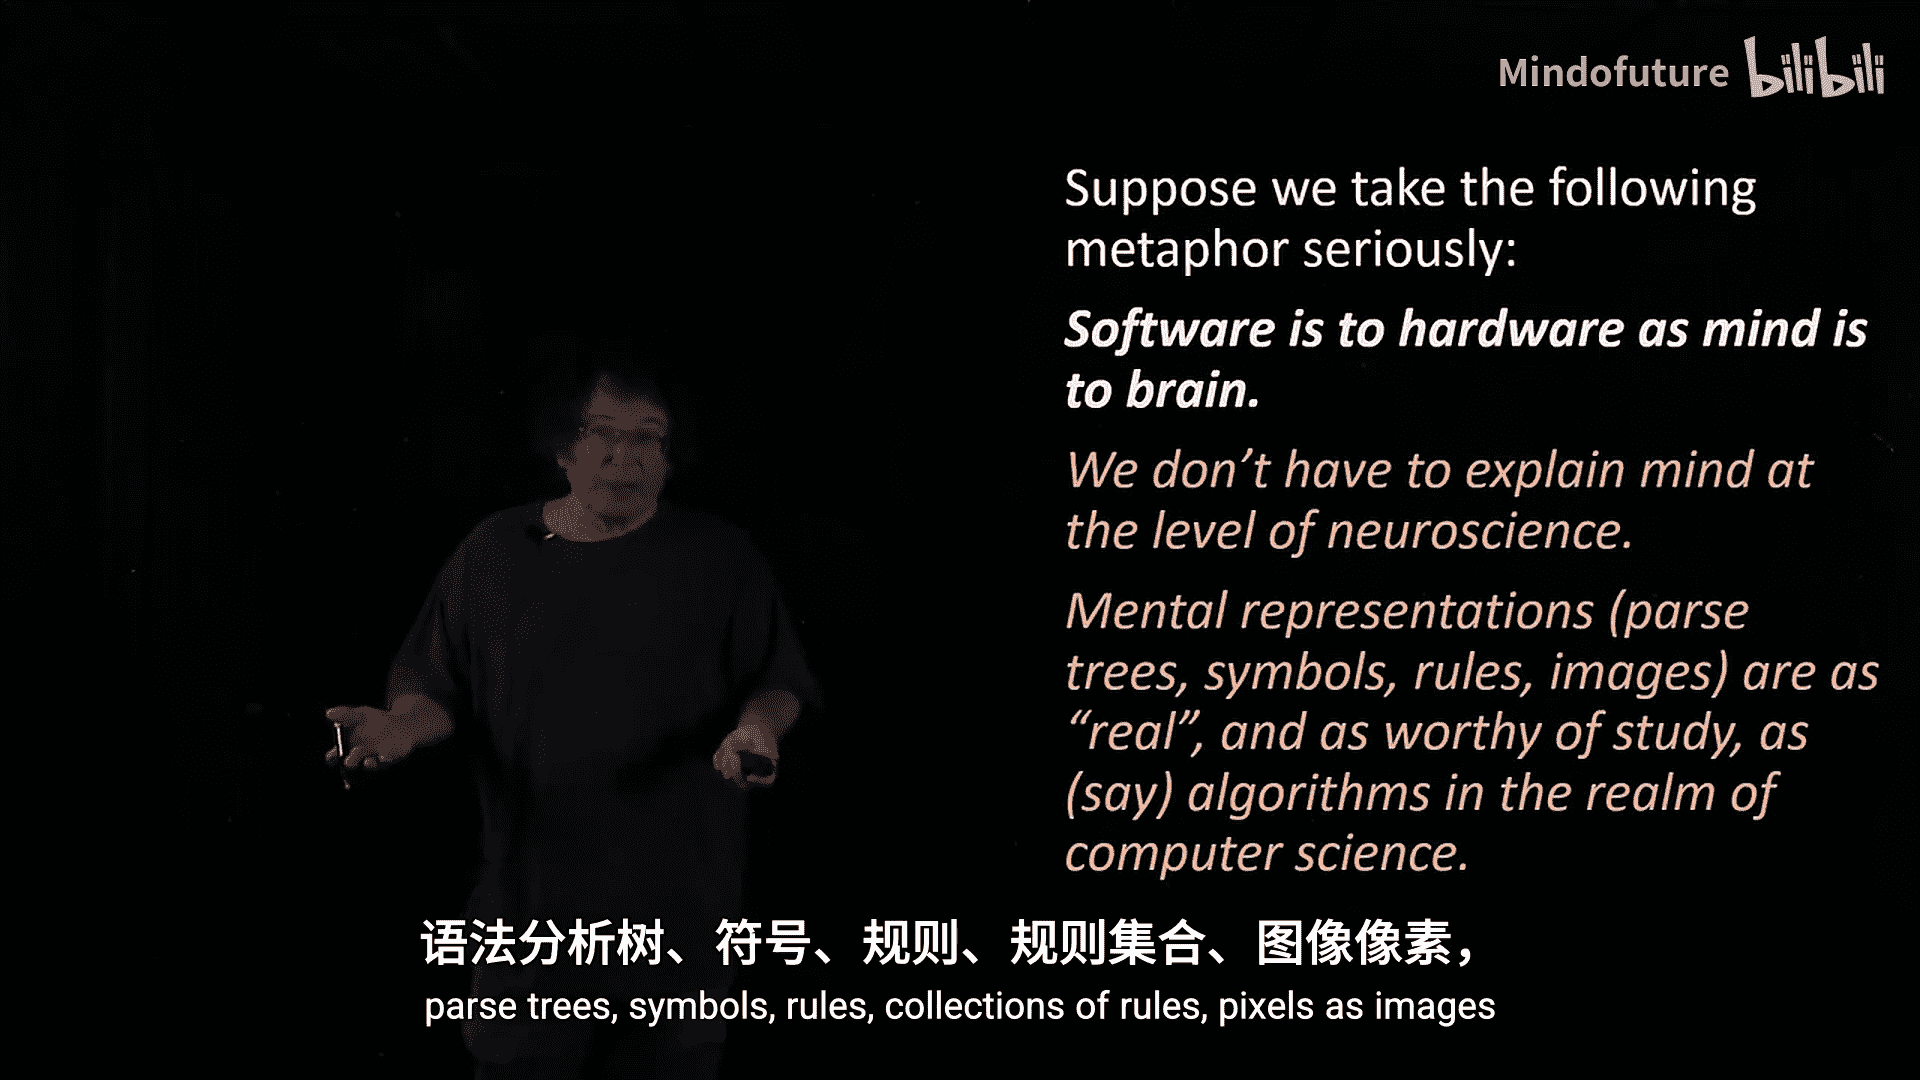 Mindofuture bilibili
Suppose we take the following
metaphor seriously:
Software is to hardware as mind is
to brain.
We don’t have to explain mind at
the level of neuroscience.
Mental representations (parse
trees, symbols, rules, images) are as
“real”, and as worthy of study, as
(say) algorithms in the realm of
computer science.
语法分析树、符号、规则、规则集合、图像像素，
parse trees, symbols, rules, collections of rules, pixels as images